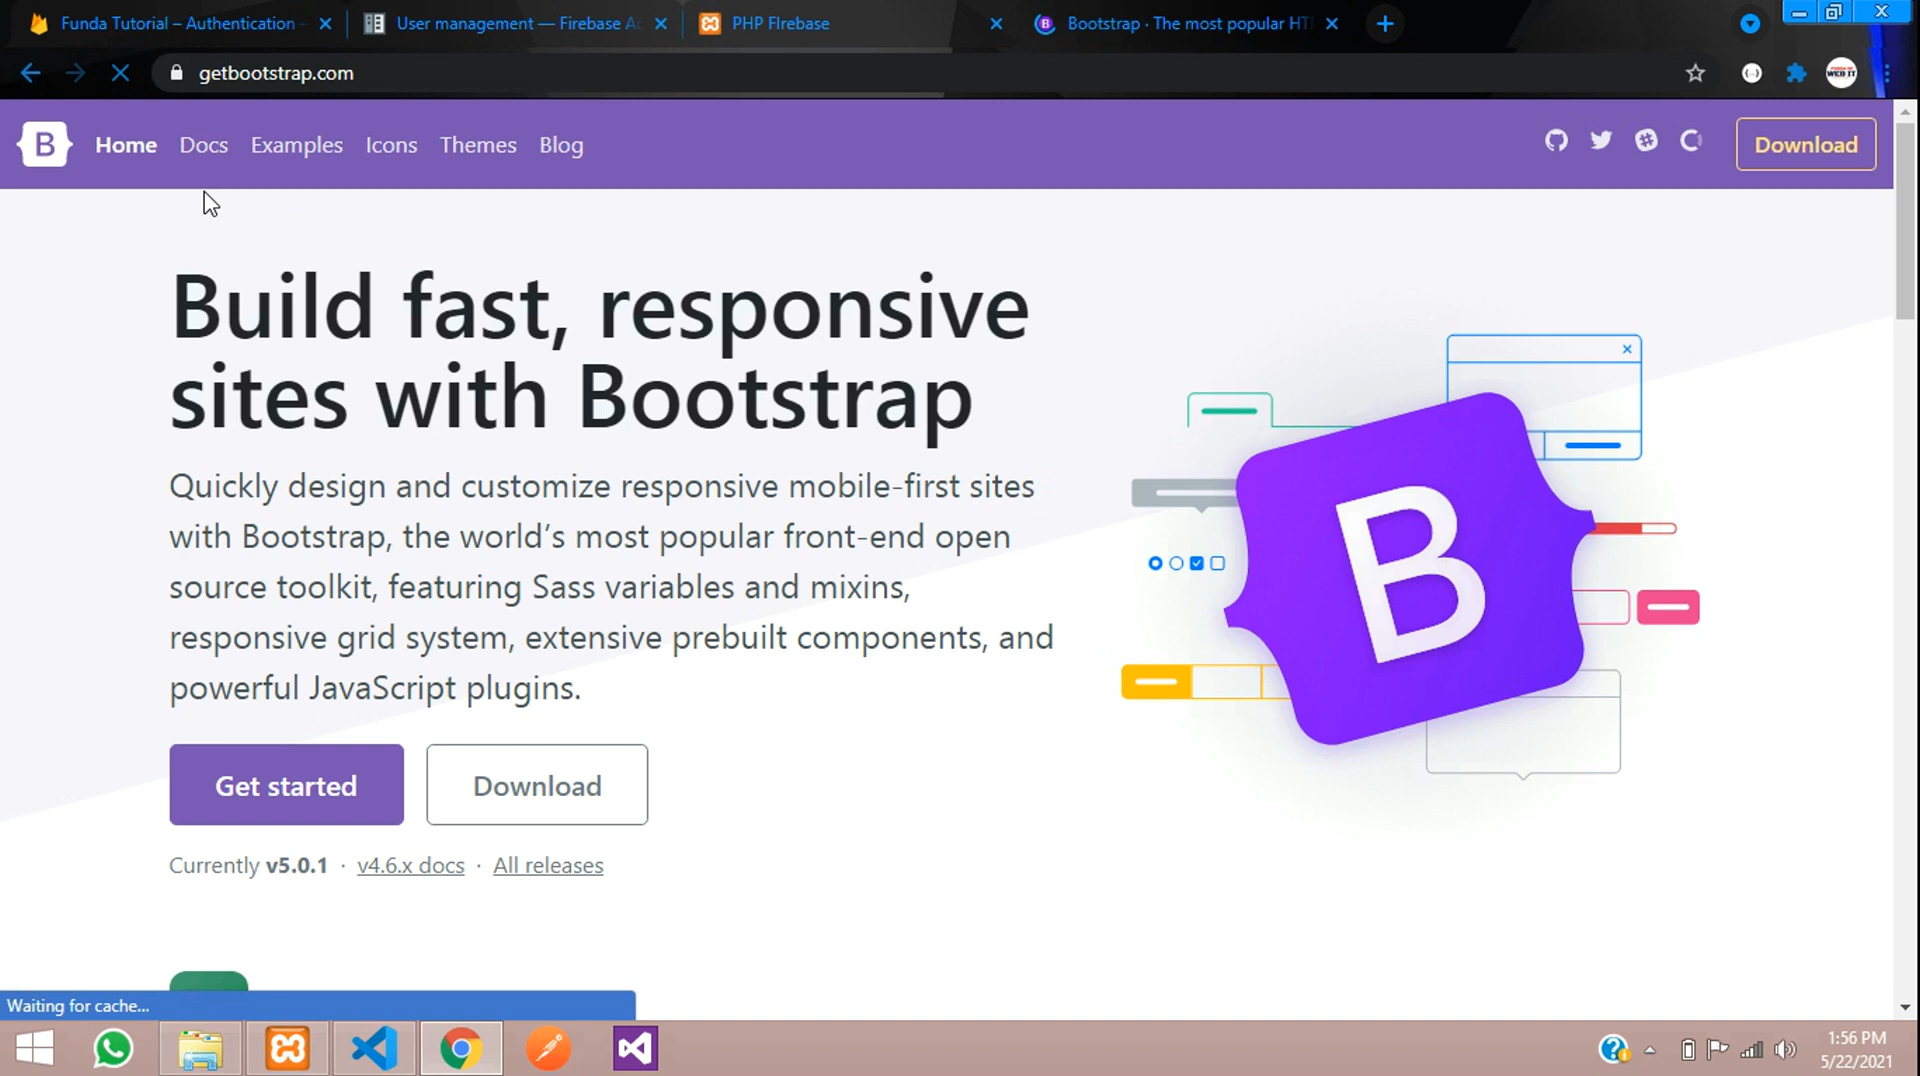 Funda Tutorial – Authentication -
User management — Firebase Ad
PHP FIrebase
Bootstrap · The most popular HT
getbootstrap.com
WEB IT
B
Home
Docs
Examples
Icons
Themes
Blog
Download
Build fast, responsive
sites with Bootstrap
Quickly design and customize responsive mobile-first sites
with Bootstrap, the world’s most popular front-end open
source toolkit, featuring Sass variables and mixins,
responsive grid system, extensive prebuilt components, and
powerful JavaScript plugins.
B
Get started
Download
Currently v5.0.1 · v4.6.x docs · All releases
Waiting for cache...
1:56 PM
5/22/2021